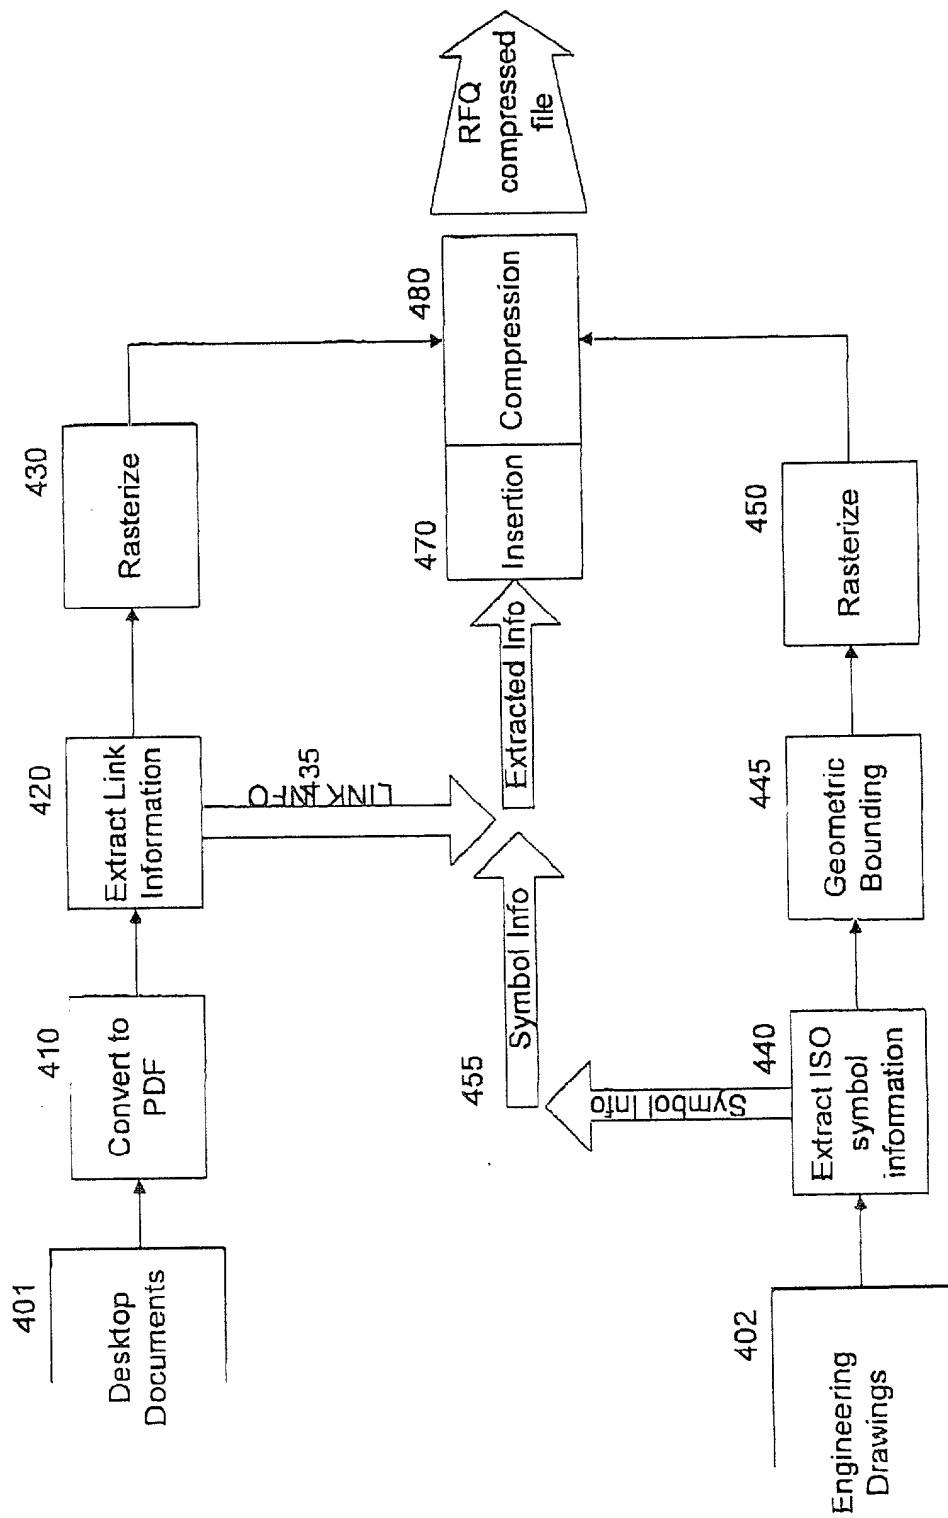 401
Desktop
Documents
410
Convert to
PDF
420
Extract Link
Information
430
Rasterize
LINK INFO
435
455
Symbol Info
Extracted Info
470
Insertion
480
Compression
RFQ
compressed
file
Symbol Info
402
Engineering
Drawings
440
Extract ISO
symbol
information
445
Geometric
Bounding
450
Rasterize